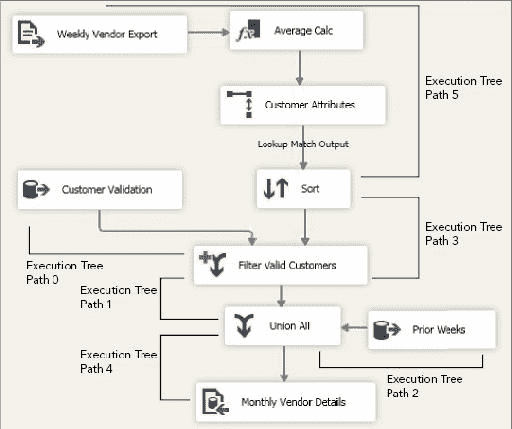 Weekly Vendor Export
Average Calc
Execution Tree
Path 5
Customer Attributes
Lookup Match Output
Customer Validation
Sort
Execution Tree
Path 3
Execution Tree
Path 0
Filter Valid Customers
Execution Tree
Path 1
Union All
Prior Weeks
Execution Tree
Path 4
Execution Tree
Path 2
Monthly Vendor Details